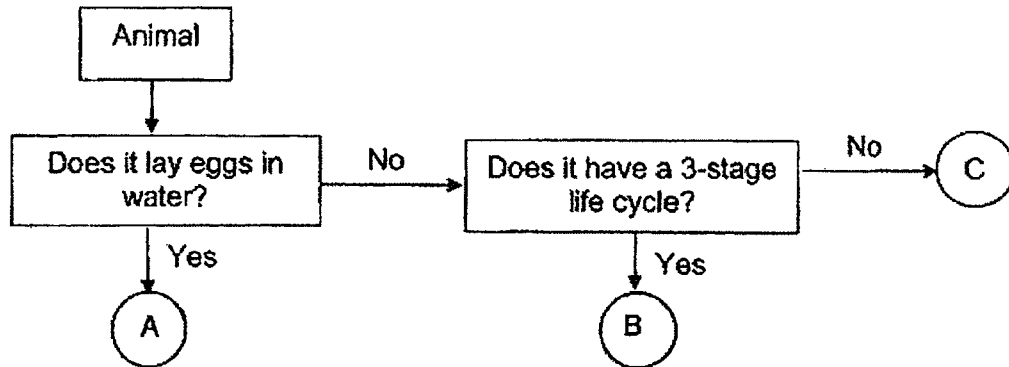 Animal
Does it lay eggs in
water?
No
Does it have a 3-stage
life cycle?
No
C
Yes
Yes
A
B